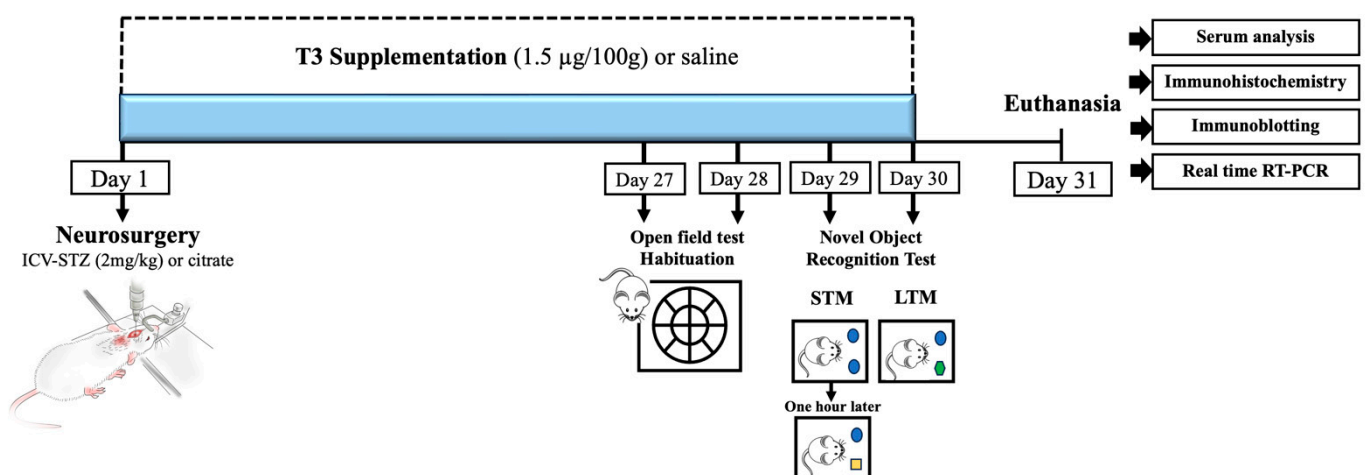 T3 Supplementation (1.5 µg/100g) or saline
Day 1
Neurosurgery
ICV-STZ (2mg/kg) or citrate
Day 27
Day 28
Day 29
Day 30
Open field test
Habituation
Novel Object
Recognition Test
STM
LTM
One hour later
Euthanasia
Day 31
Serum analysis
Immunohistochemistry
Immunoblotting
Real time RT-PCR